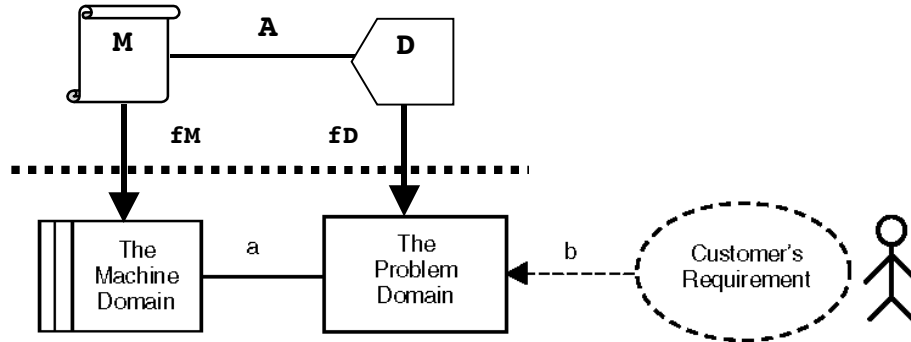 M
A
D
fM
fD
The
Machine
Domain
a
The
Problem
Domain
b
Customer's
Requirement